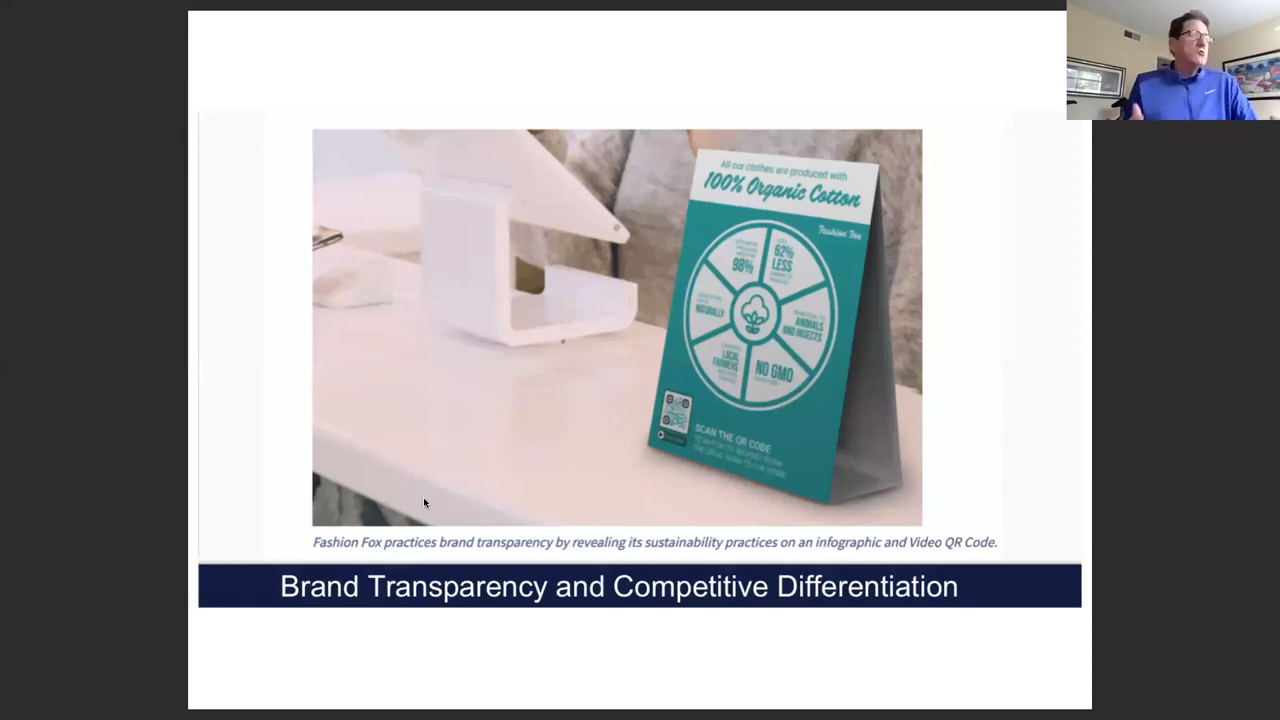 All our clothes are produced with
100% Organic Cotton
Fashion Fox
98%
62%
LESS
NATURALLY
ANIMALS
AND INSECTS
LOCAL
FARMERS
NO GMO
SCAN THE QR CODE
Fashion Fox practices brand transparency by revealing its sustainability practices on an infographic and Video QR Code.
Brand Transparency and Competitive Differentiation